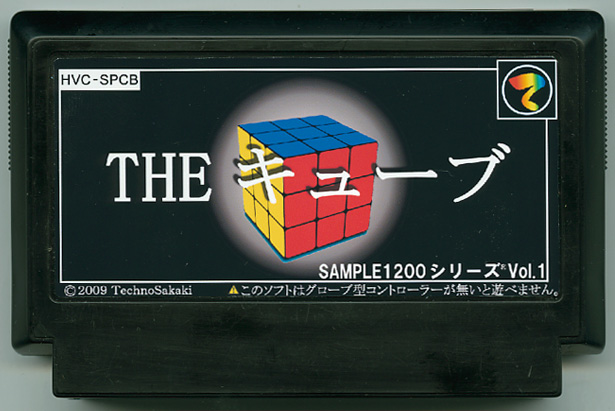 HVC-SPCB
THE キューブ
SAMPLE1200シリーズ®Vol.1
©2009 TechnoSakaki
⚠このソフトはグローブ型コントローラーが無いと遊べません。